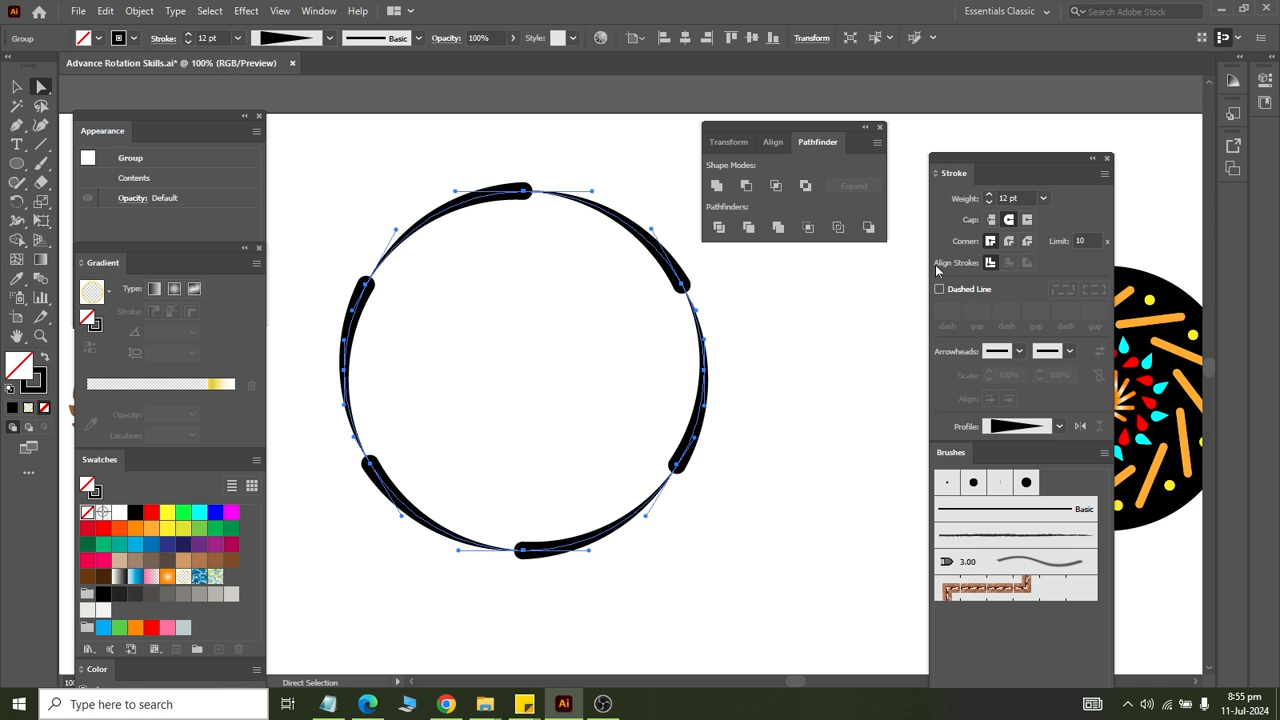 Ai
File Edit Object Type Select Effect View Window Help
Essentials Classic
Search Adobe Stock
Group
Stroke: 12 pt
Basic
Opacity: 100%
Style:
Transform
Advance Rotation Skills.ai* @ 100% (RGB/Preview)
Appearance
Group
Contents
Opacity: Default
Gradient
Type:
Stroke:
Opacity:
Location:
Swatches
Color
Transform Align Pathfinder
Shape Modes:
Expand
Pathfinders:
Stroke
Weight: 12 pt
Cap:
Corner: Limit: 10 x
Align Stroke:
Dashed Line
dash gap dash gap dash gap
Arrowheads:
Scale: 100% 100%
Align:
Profile:
Brushes
Basic
3.00
Direct Selection
Type here to search
Ai
8:55 pm
11-Jul-2024